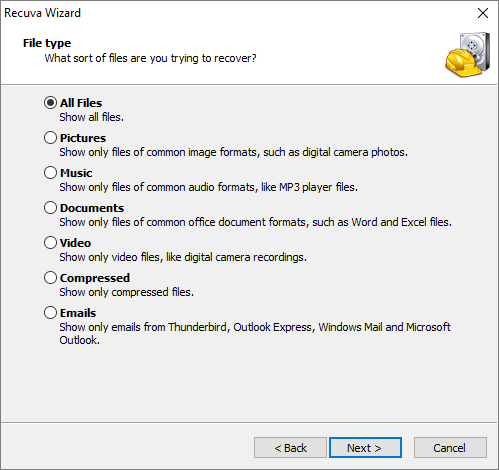 Recuva Wizard
File type
What sort of files are you trying to recover?
All Files
Show all files.
Pictures
Show only files of common image formats, such as digital camera photos.
Music
Show only files of common audio formats, like MP3 player files.
Documents
Show only files of common office document formats, such as Word and Excel files.
Video
Show only video files, like digital camera recordings.
Compressed
Show only compressed files.
Emails
Show only emails from Thunderbird, Outlook Express, Windows Mail and Microsoft
Outlook.
< Back Next > Cancel